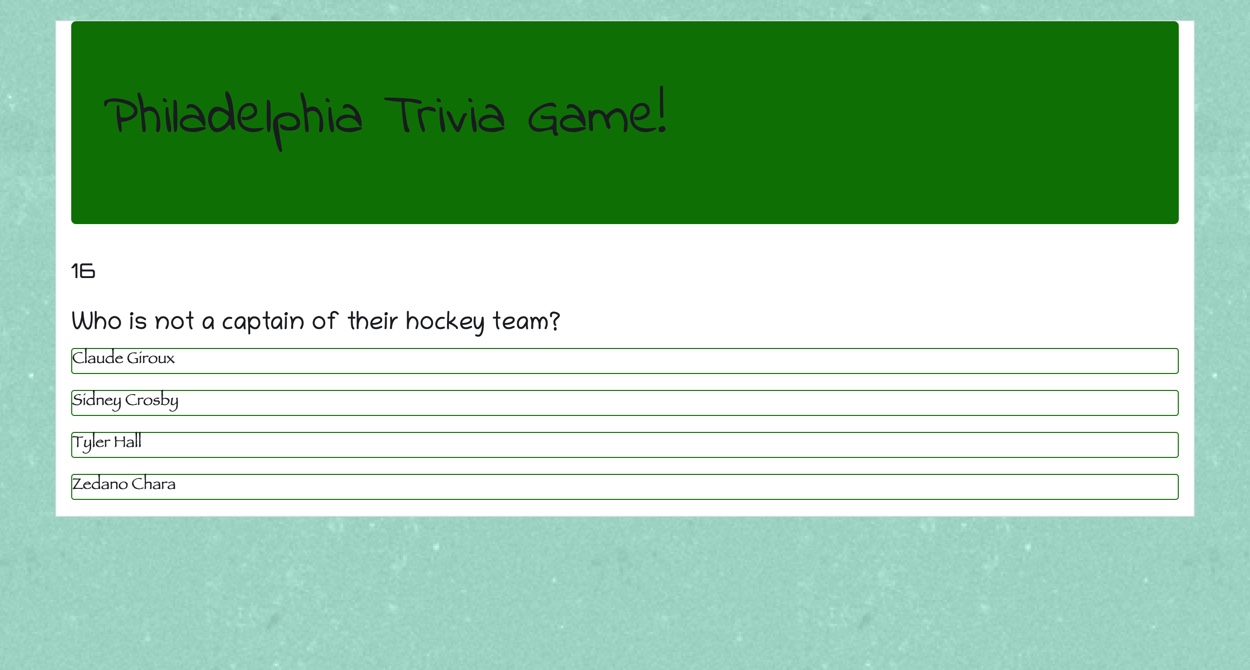 Philadelphia Trivia Game!
16
Who is not a captain of their hockey team?
Claude Giroux
Sidney Crosby
Tyler Hall
Zedano Chara